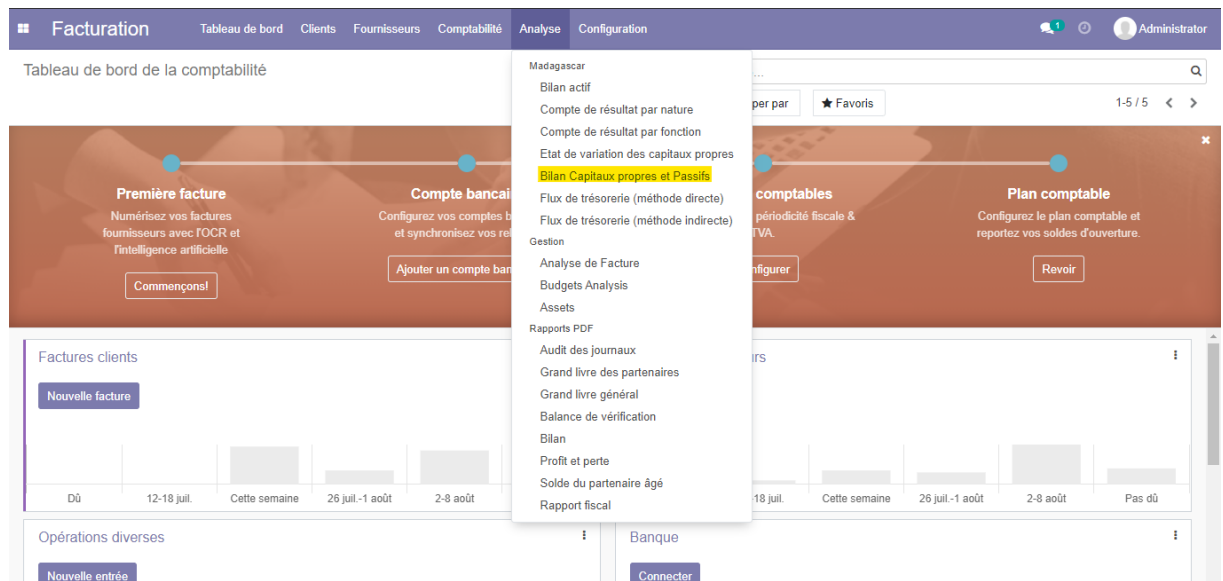 Facturation
Tableau de bord Clients Fournisseurs Comptabilité Analyse Configuration
1
Administrator
Tableau de bord de la comptabilité
...
per par
Favoris
1-5 / 5
Madagascar
Bilan actif
Compte de résultat par nature
Compte de résultat par fonction
Etat de variation des capitaux propres
Bilan Capitaux propres et Passifs
Flux de trésorerie (méthode directe)
Flux de trésorerie (méthode indirecte)
Gestion
Analyse de Facture
Budgets Analysis
Assets
Rapports PDF
Audit des journaux
Grand livre des partenaires
Grand livre général
Balance de vérification
Bilan
Profit et perte
Solde du partenaire âgé
Rapport fiscal
Première facture
Numérisez vos factures
fournisseurs avec l'OCR et
l'intelligence artificielle
Commençons!
Compte bancai
Configurez vos comptes b
et synchronisez vos rel
Ajouter un compte ban
comptables
périodicité fiscale &
TVA.
nfigurer
Plan comptable
Configurez le plan comptable et
reportez vos soldes d'ouverture.
Revoir
Factures clients
Nouvelle facture
Dû 12-18 juil. Cette semaine 26 juil.-1 août 2-8 août
rs
-18 juil. Cette semaine 26 juil.-1 août 2-8 août Pas dû
Opérations diverses
Nouvelle entrée
Banque
Connecter